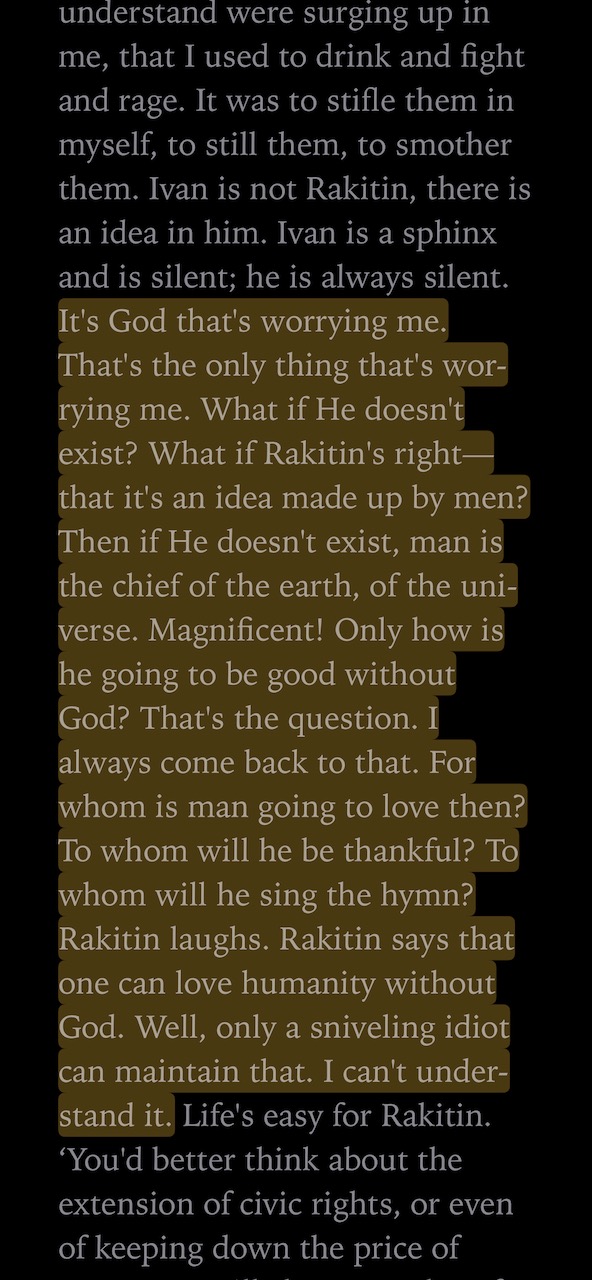 understand were surging up in
me, that I used to drink and fight
and rage. It was to stifle them in
myself, to still them, to smother
them. Ivan is not Rakitin, there is
an idea in him. Ivan is a sphinx
and is silent; he is always silent.
It's God that's worrying me.
That's the only thing that's wor-
rying me. What if He doesn't
exist? What if Rakitin's right—
that it's an idea made up by men?
Then if He doesn't exist, man is
the chief of the earth, of the uni-
verse. Magnificent! Only how is
he going to be good without
God? That's the question. I
always come back to that. For
whom is man going to love then?
To whom will he be thankful? To
whom will he sing the hymn?
Rakitin laughs. Rakitin says that
one can love humanity without
God. Well, only a sniveling idiot
can maintain that. I can't under-
stand it. Life's easy for Rakitin.
‘You'd better think about the
extension of civic rights, or even
of keeping down the price of